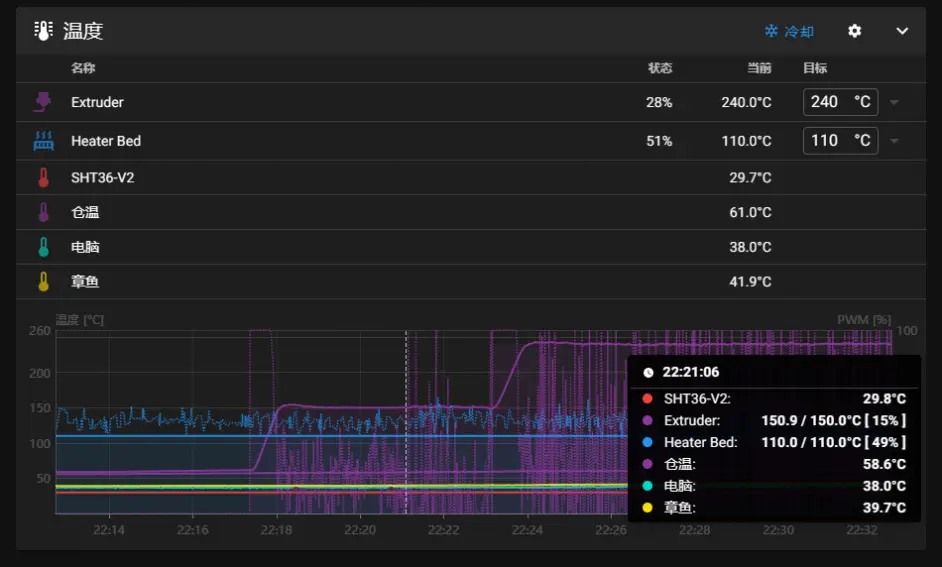 温度 冷却
名称 状态 当前 目标
Extruder 28% 240.0°C 240 °C
Heater Bed 51% 110.0°C 110 °C
SHT36-V2 29.7°C
仓温 61.0°C
电脑 38.0°C
章鱼 41.9°C
温度 [°C] PWM [%]
260 100
200
150
100
50
22:21:06
SHT36-V2: 29.8°C
Extruder: 150.9 / 150.0°C [ 15% ]
Heater Bed: 110.0 / 110.0°C [ 49% ]
仓温: 58.6°C
电脑: 38.0°C
章鱼: 39.7°C
22:14 22:16 22:18 22:20 22:22 22:24 22:26 22:28 22:30 22:32